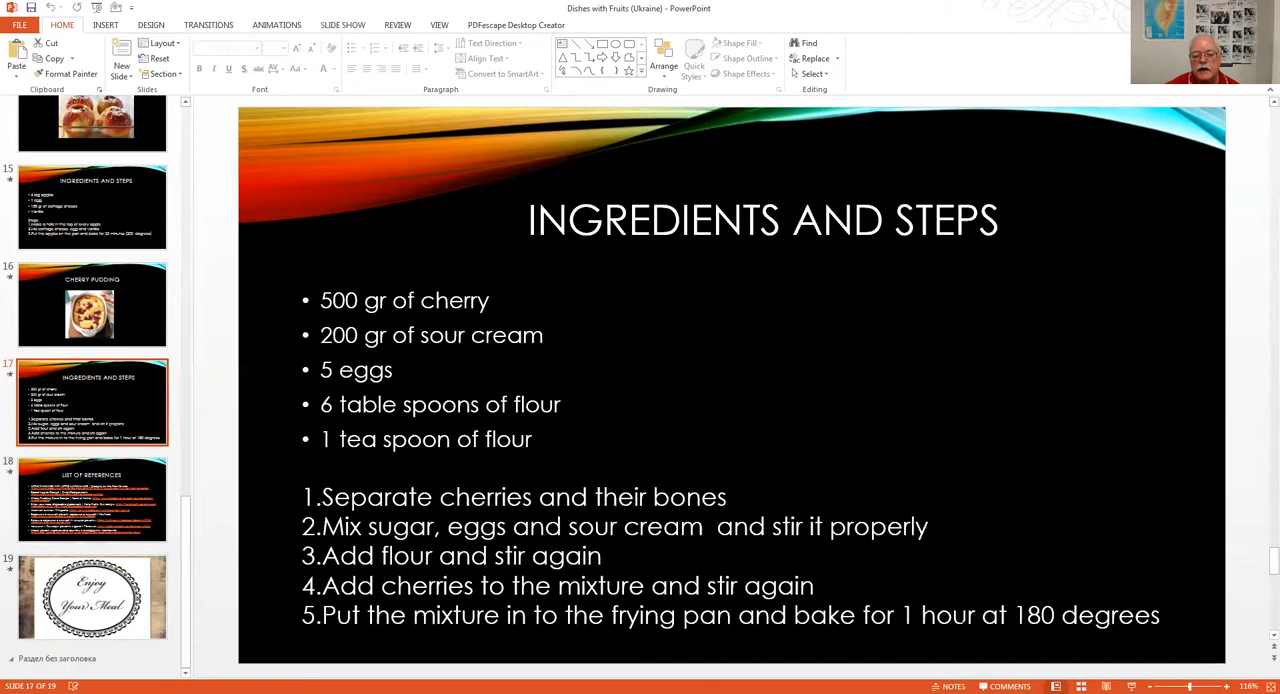 Dishes with Fruits (Ukraine) - PowerPoint
FILE HOME INSERT DESIGN TRANSITIONS ANIMATIONS SLIDE SHOW REVIEW VIEW PDFescape Desktop Creator
Paste
Cut
Copy
Format Painter
Clipboard
New
Slide
Layout
Reset
Section
Slides
Font
Text Direction
Align Text
Convert to SmartArt
Paragraph
Arrange
Quick
Styles
Shape Fill
Shape Outline
Shape Effects
Drawing
Find
Replace
Select
Editing
15
INGREDIENTS AND STEPS
16
CHERRY PUDDING
17
INGREDIENTS AND STEPS
18
LIST OF REFERENCES
19
Enjoy
Your Meal
Раздел без заголовка
INGREDIENTS AND STEPS
• 500 gr of cherry
• 200 gr of sour cream
• 5 eggs
• 6 table spoons of flour
• 1 tea spoon of flour
1.Separate cherries and their bones
2.Mix sugar, eggs and sour cream and stir it properly
3.Add flour and stir again
4.Add cherries to the mixture and stir again
5.Put the mixture in to the frying pan and bake for 1 hour at 180 degrees
SLIDE 17 OF 19
NOTES
COMMENTS
116%